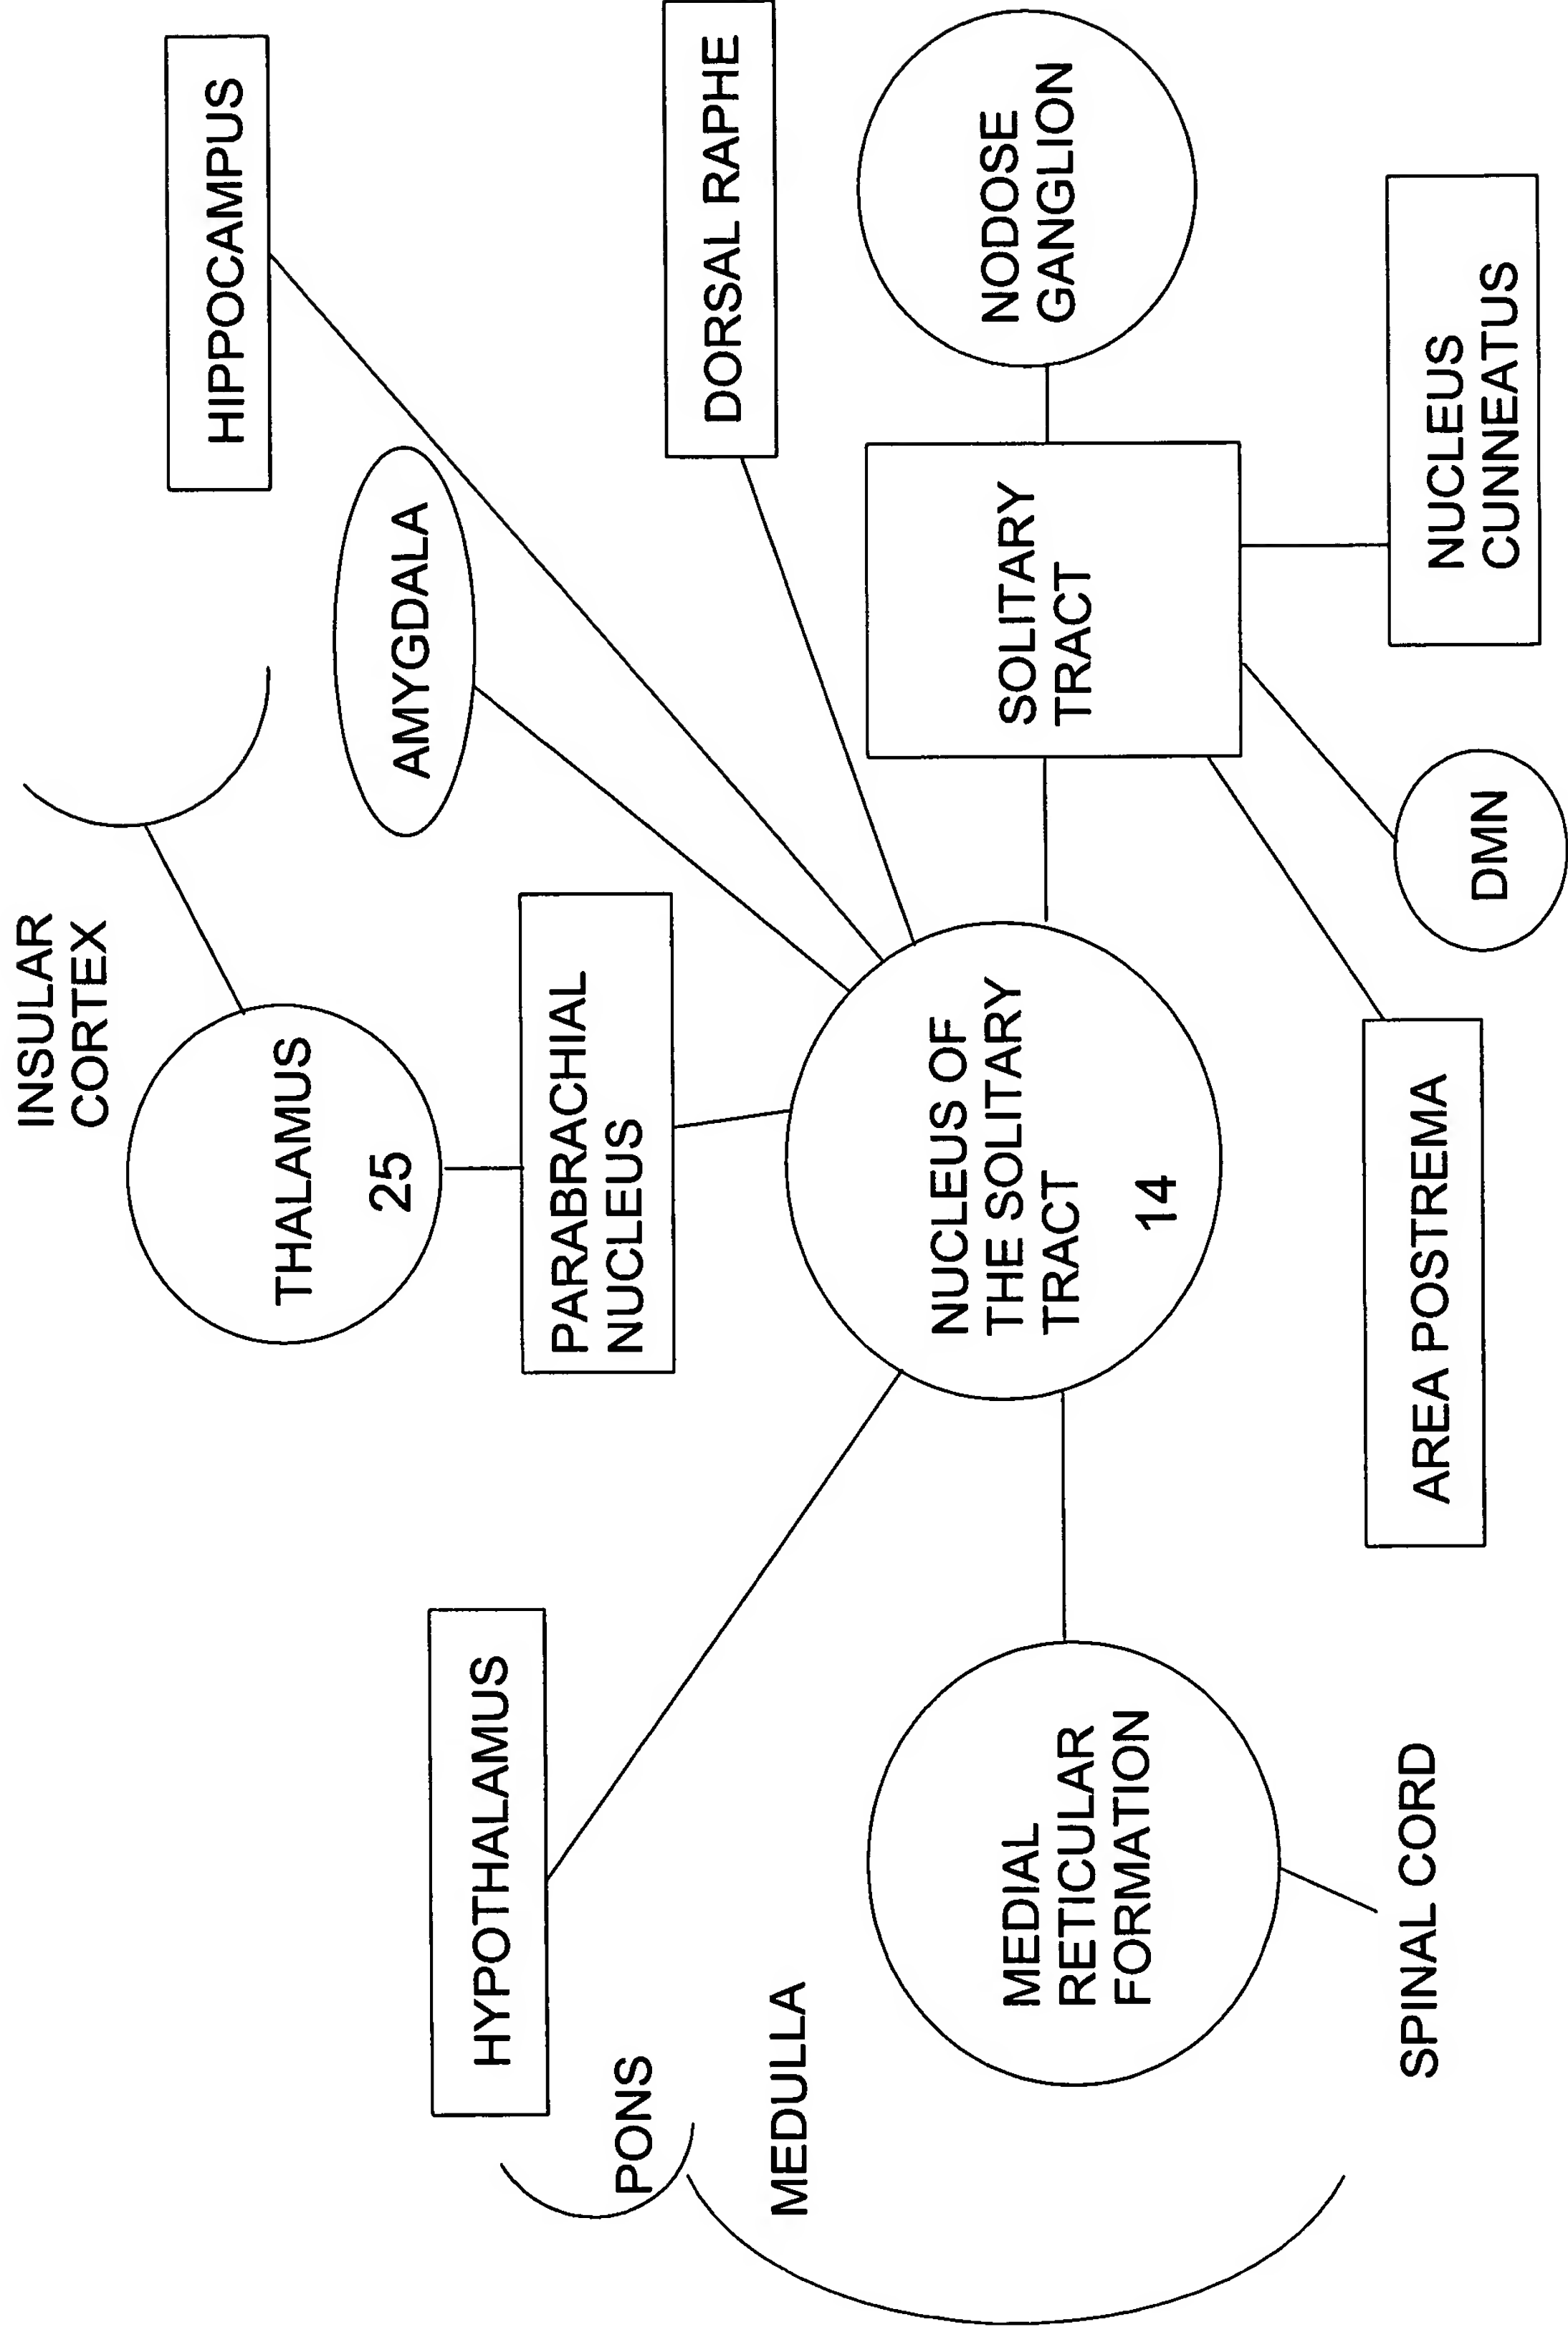 INSULAR
CORTEX
THALAMUS
25
HIPPOCAMPUS
AMYGDALA
HYPOTHALAMUS
PARABRACHIAL
NUCLEUS
DORSAL RAPHE
PONS
MEDULLA
NUCLEUS OF
THE SOLITARY
TRACT
14
SOLITARY
TRACT
NODOSE
GANGLION
MEDIAL
RETICULAR
FORMATION
SPINAL CORD
AREA POSTREMA
DMN
NUCLEUS
CUNNEATUS